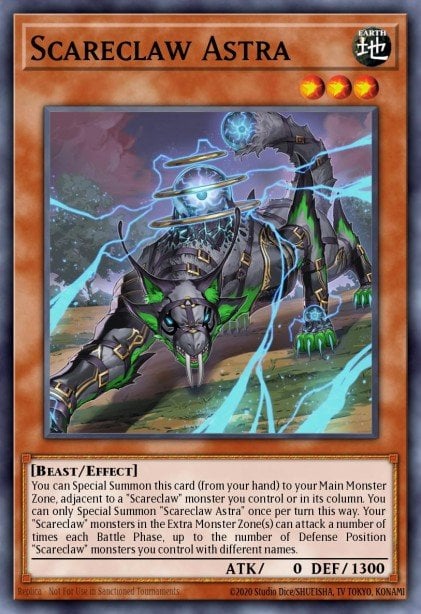 Scareclaw Astra
EARTH
地
[Beast/Effect]
You can Special Summon this card (from your hand) to your Main Monster
Zone, adjacent to a "Scareclaw" monster you control or in its column. You
can only Special Summon "Scareclaw Astra" once per turn this way. Your
"Scareclaw" monsters in the Extra Monster Zone(s) can attack a number of
times each Battle Phase, up to the number of Defense Position
"Scareclaw" monsters you control with different names.
ATK/ 0 DEF/1300
Replica - Not For Use in Sanctioned Tournaments ©2020 Studio Dice/SHUEISHA, TV TOKYO, KONAMI